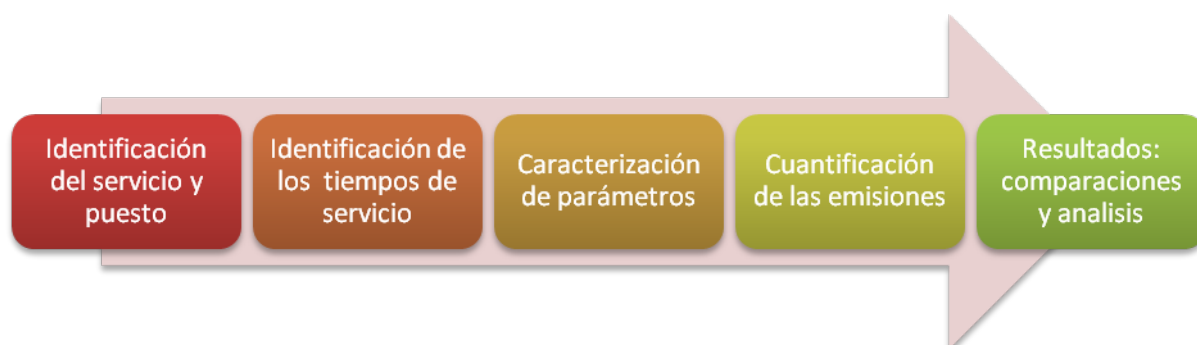 Identificación
del servicio y
puesto
Identificación de
los tiempos de
servicio
Caracterización
de parámetros
Cuantificación
de las emisiones
Resultados:
comparaciones
y analisis